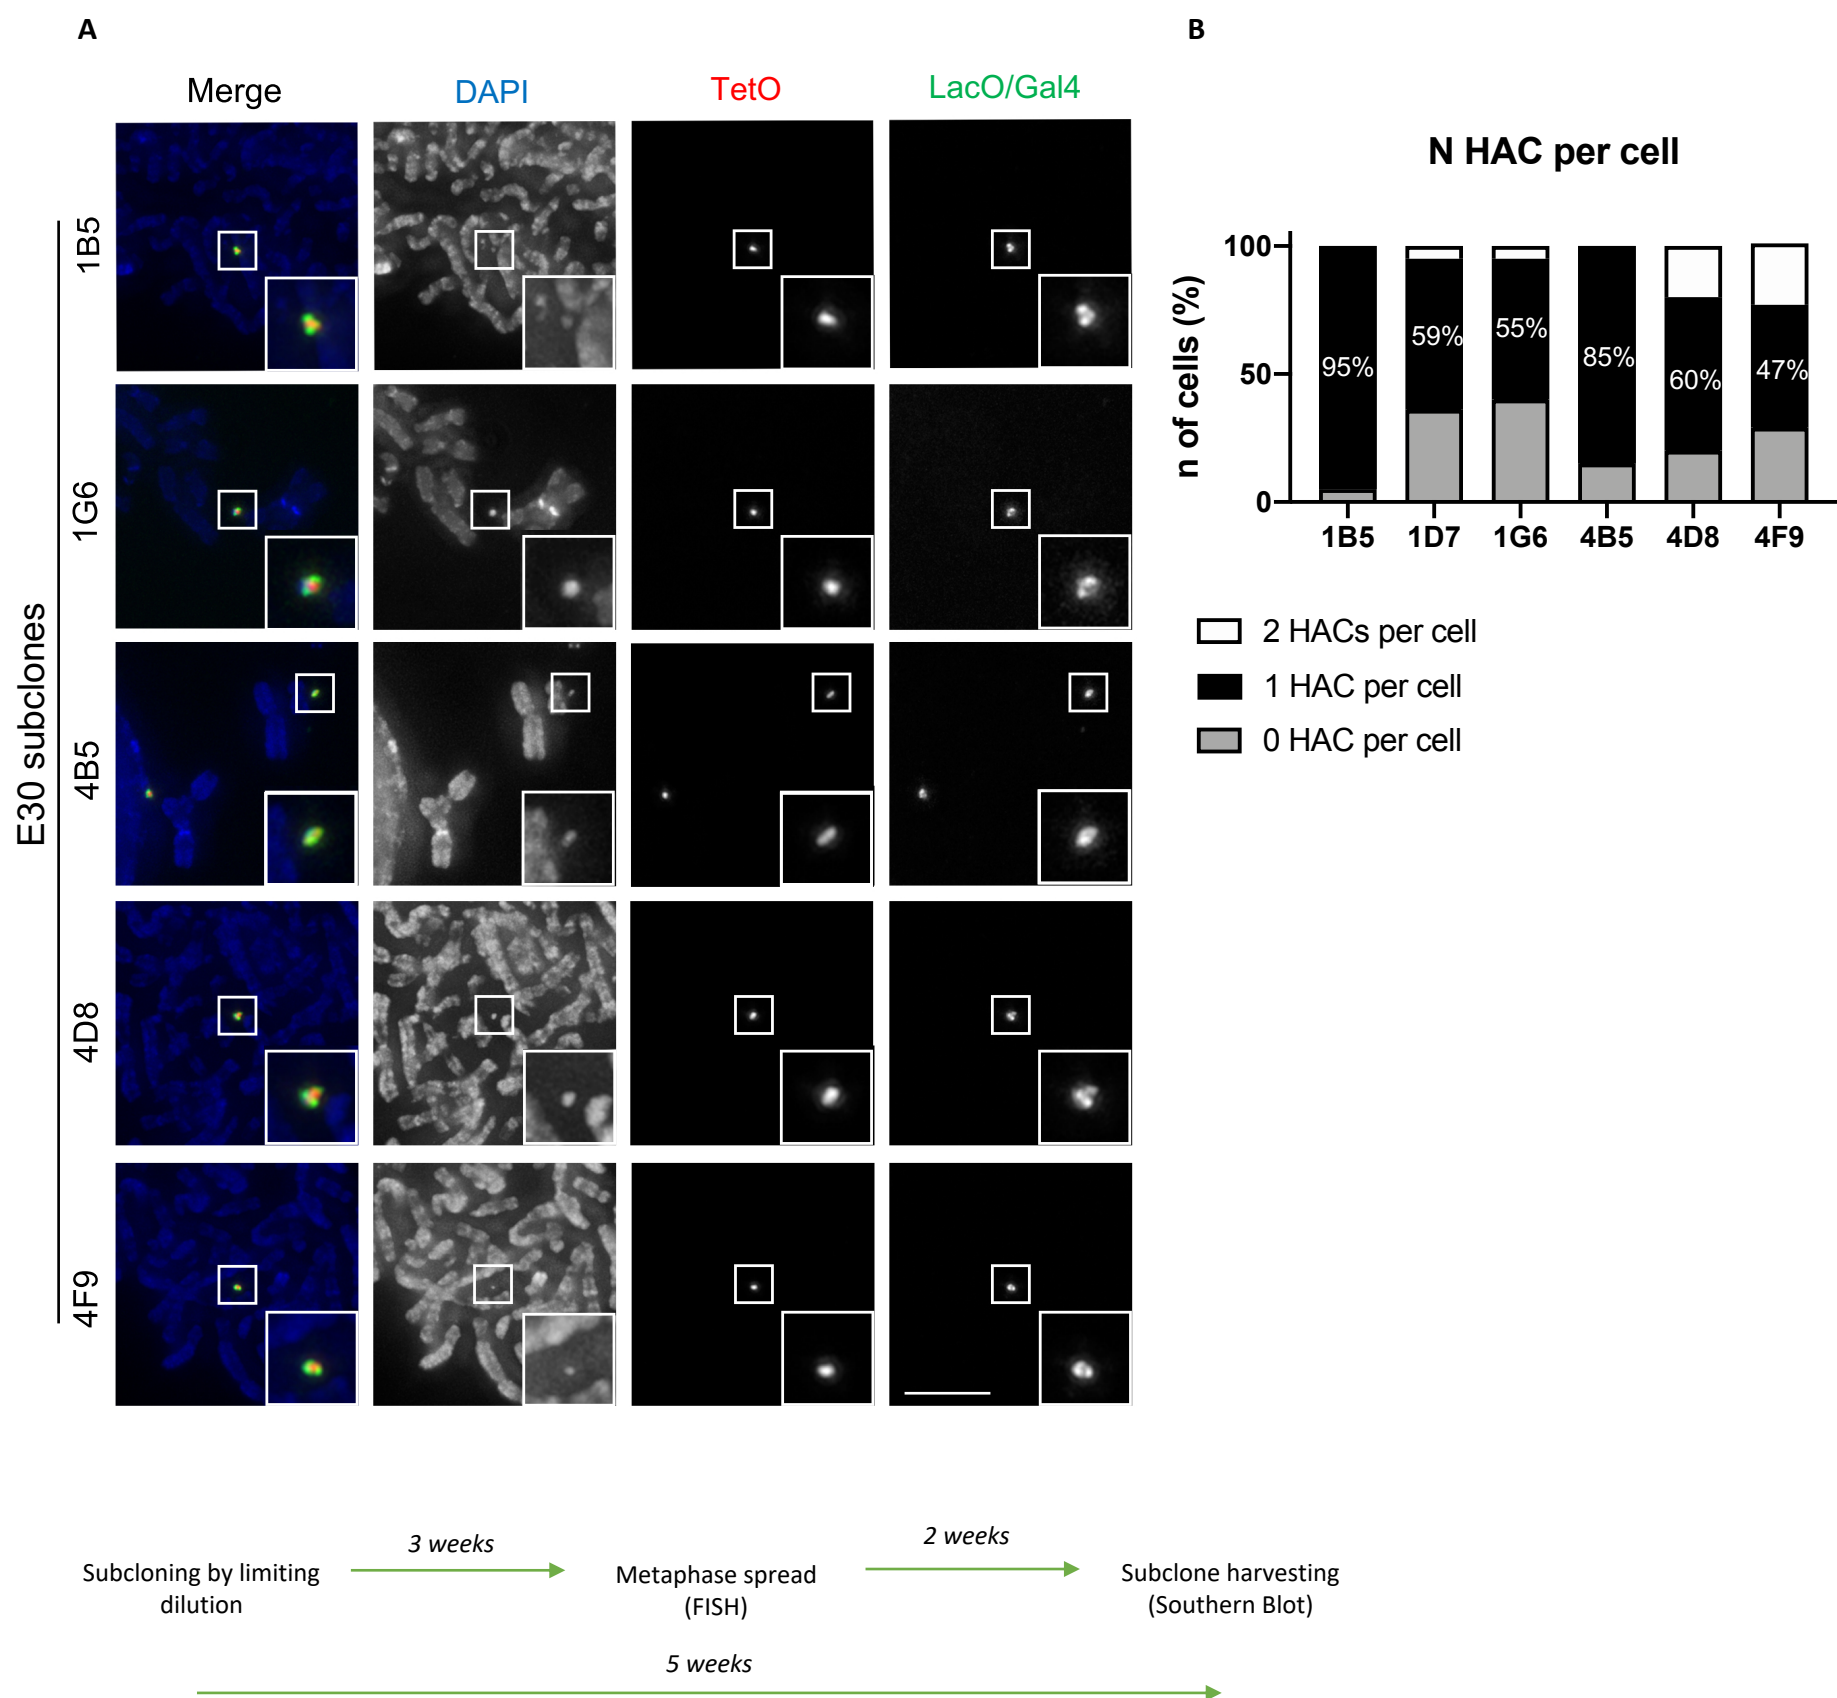 A
B
Merge
DAPI
TetO
LacO/Gal4
E30 subclones
1B5
1G6
4B5
4D8
4F9
N HAC per cell
n of cells (%)
100
50
0
95%
59%
55%
85%
60%
47%
1B5
1D7
1G6
4B5
4D8
4F9
2 HACs per cell
1 HAC per cell
0 HAC per cell
Subcloning by limiting
dilution
3 weeks
Metaphase spread
(FISH)
2 weeks
Subclone harvesting
(Southern Blot)
5 weeks